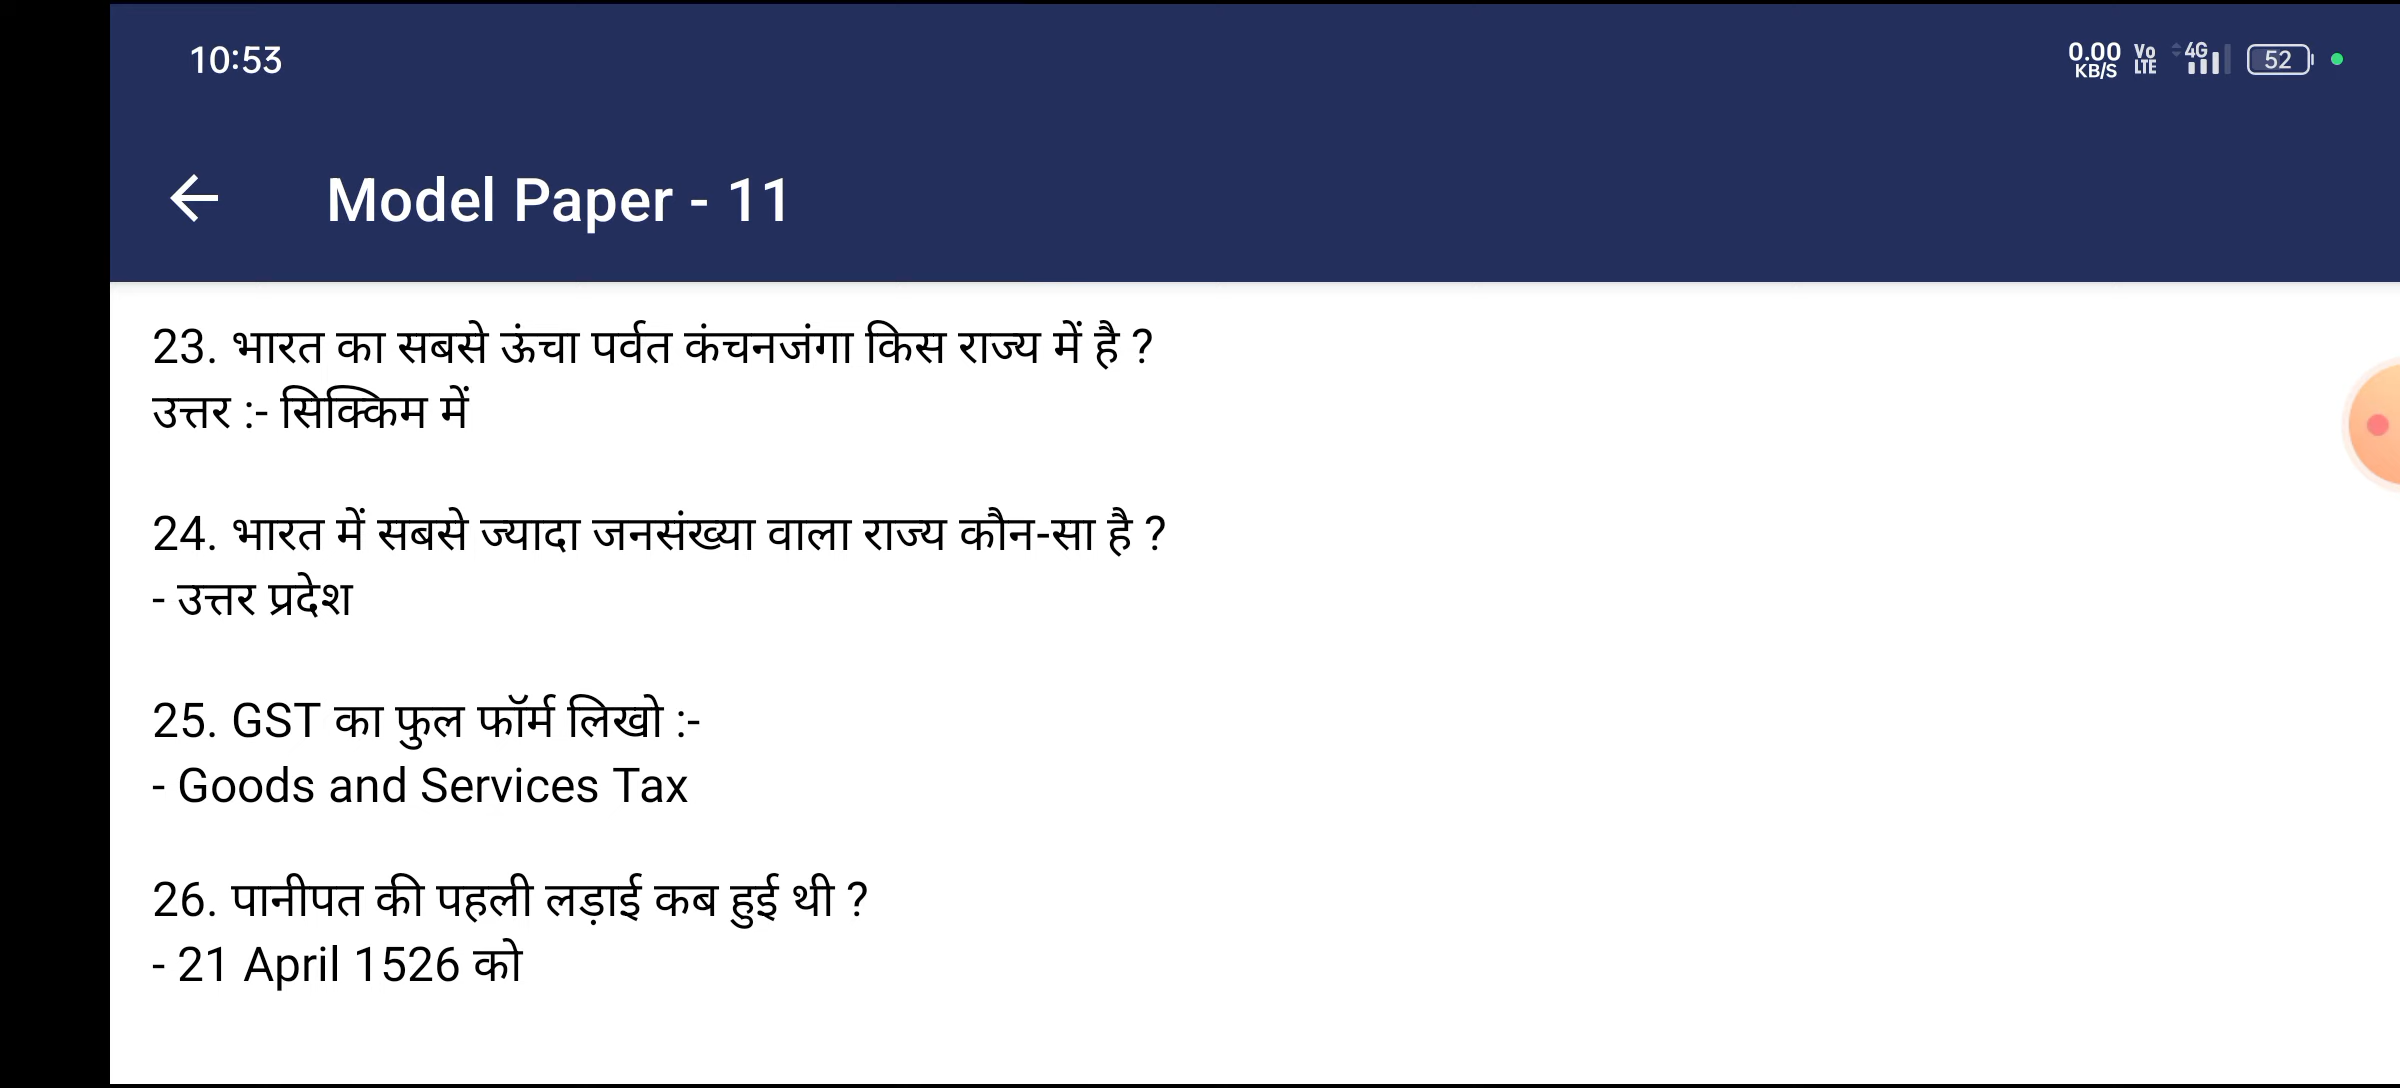 10:53
0.00 KB/S Vo LTE 4G 52
Model Paper - 11
23. भारत का सबसे ऊंचा पर्वत कंचनजंगा किस राज्य में है ?
उत्तर :- सिक्किम में
24. भारत में सबसे ज्यादा जनसंख्या वाला राज्य कौन-सा है ?
- उत्तर प्रदेश
25. GST का फुल फॉर्म लिखो :-
- Goods and Services Tax
26. पानीपत की पहली लड़ाई कब हुई थी ?
- 21 April 1526 को